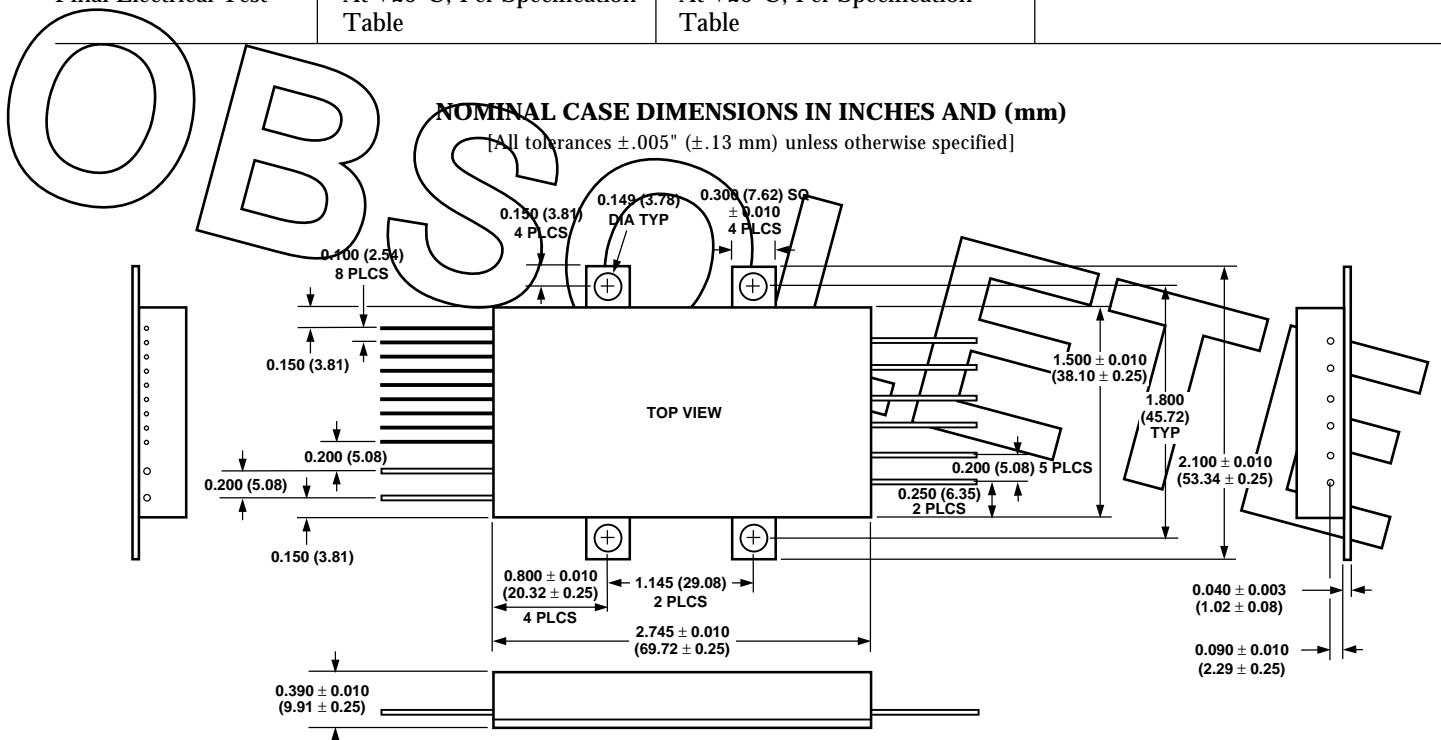 Final Electrical Test
At +25°C, Per Specification
Table
At +25°C, Per Specification
Table
OBSOLETE
NOMINAL CASE DIMENSIONS IN INCHES AND (mm)
[All tolerances ±.005" (±.13 mm) unless otherwise specified]
0.150 (3.81)
4 PLCS
0.149 (3.78)
DIA TYP
0.300 (7.62) SQ
± 0.010
4 PLCS
0.100 (2.54)
8 PLCS
0.150 (3.81)
1.500 ± 0.010
(38.10 ± 0.25)
1.800
(45.72)
TYP
TOP VIEW
0.200 (5.08)
0.200 (5.08)
0.200 (5.08) 5 PLCS
0.250 (6.35)
2 PLCS
2.100 ± 0.010
(53.34 ± 0.25)
0.150 (3.81)
0.800 ± 0.010
(20.32 ± 0.25)
4 PLCS
1.145 (29.08)
2 PLCS
2.745 ± 0.010
(69.72 ± 0.25)
0.040 ± 0.003
(1.02 ± 0.08)
0.090 ± 0.010
(2.29 ± 0.25)
0.390 ± 0.010
(9.91 ± 0.25)